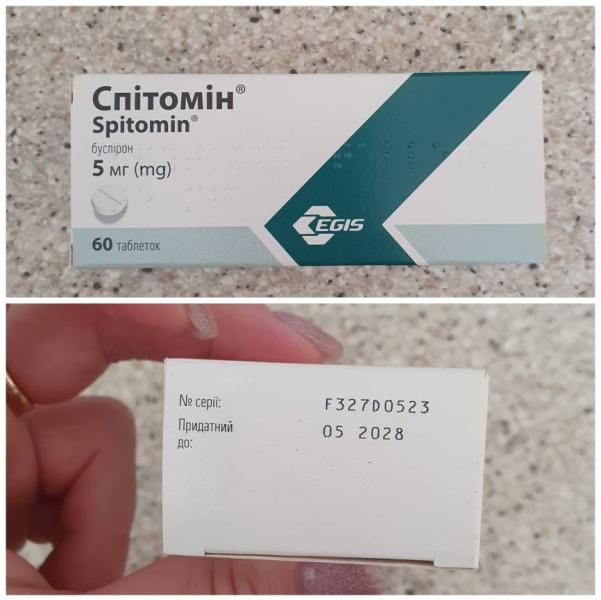 Спітомін®
Spitomin®
буспірон
5 мг (mg)
EGIS
60 таблеток
№ серії: F327D0523
Придатний 05 2028
до: